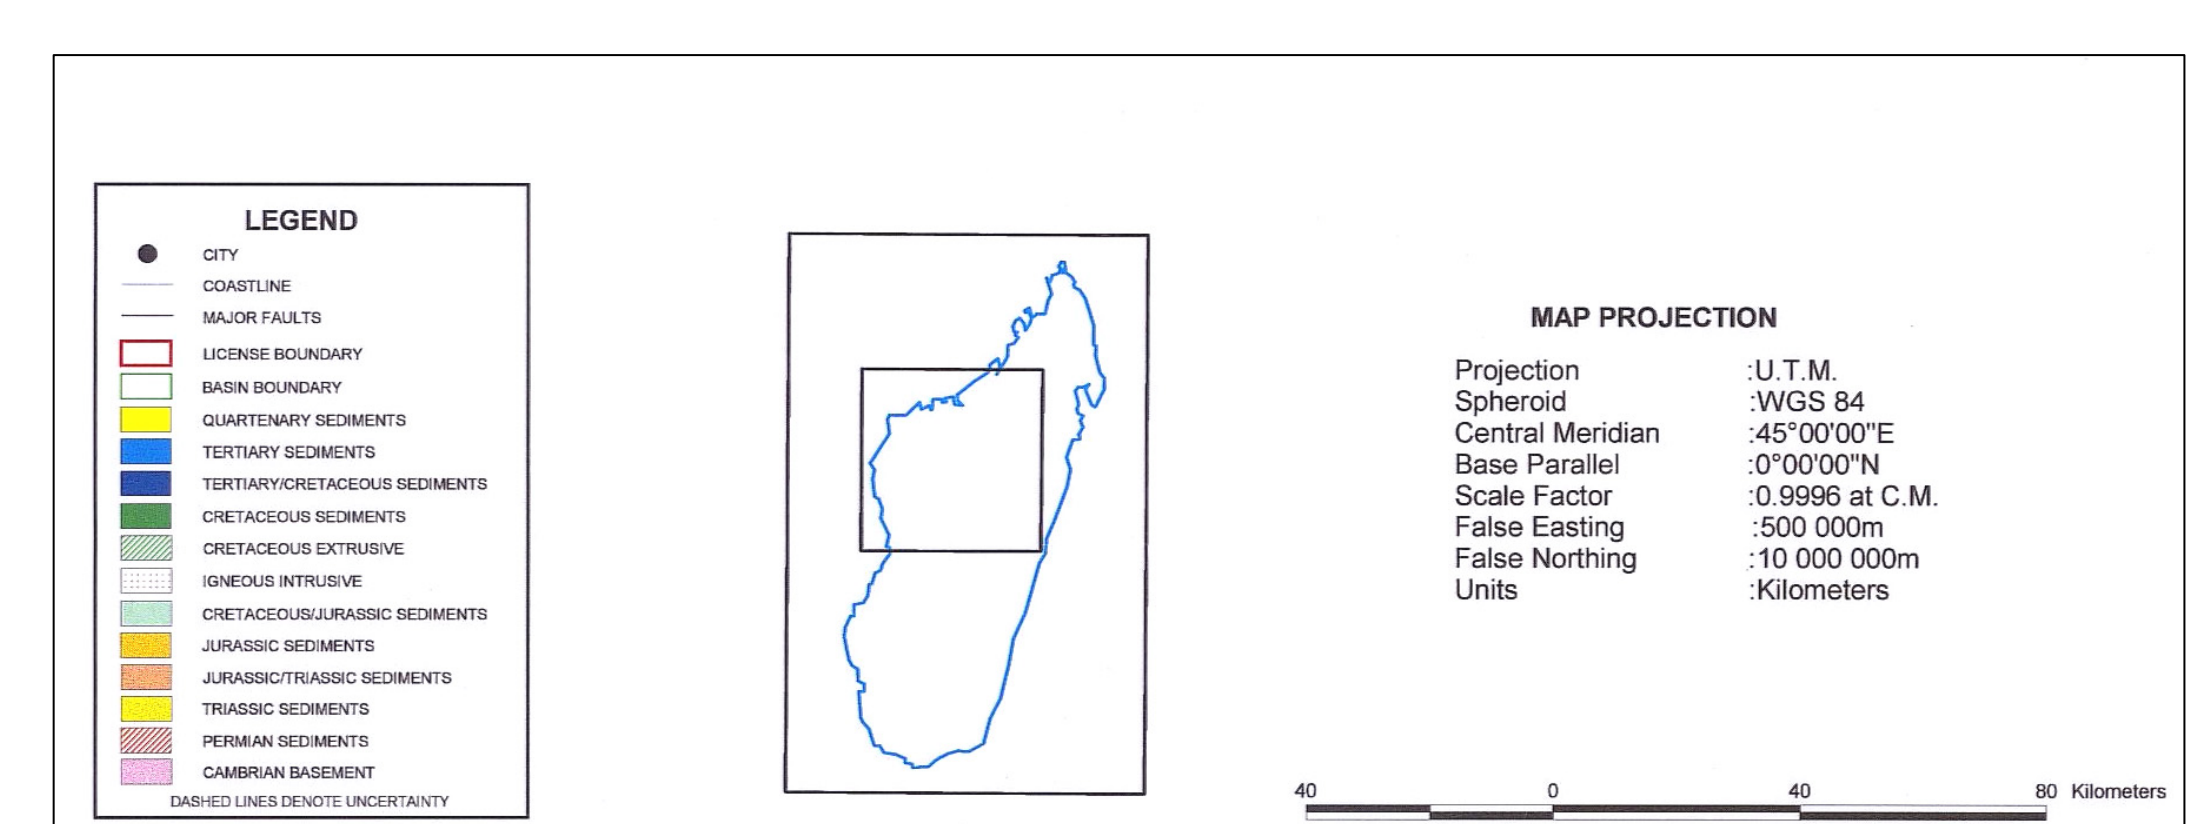 LEGEND
CITY
COASTLINE
MAJOR FAULTS
LICENSE BOUNDARY
BASIN BOUNDARY
QUARTENARY SEDIMENTS
TERTIARY SEDIMENTS
TERTIARY/CRETACEOUS SEDIMENTS
CRETACEOUS SEDIMENTS
CRETACEOUS EXTRUSIVE
IGNEOUS INTRUSIVE
CRETACEOUS/JURASSIC SEDIMENTS
JURASSIC SEDIMENTS
JURASSIC/TRIASSIC SEDIMENTS
TRIASSIC SEDIMENTS
PERMIAN SEDIMENTS
CAMBRIAN BASEMENT
DASHED LINES DENOTE UNCERTAINTY
MAP PROJECTION
Projection :U.T.M.
Spheroid :WGS 84
Central Meridian :45°00'00"E
Base Parallel :0°00'00"N
Scale Factor :0.9996 at C.M.
False Easting :500 000m
False Northing :10 000 000m
Units :Kilometers
40 0 40 80 Kilometers